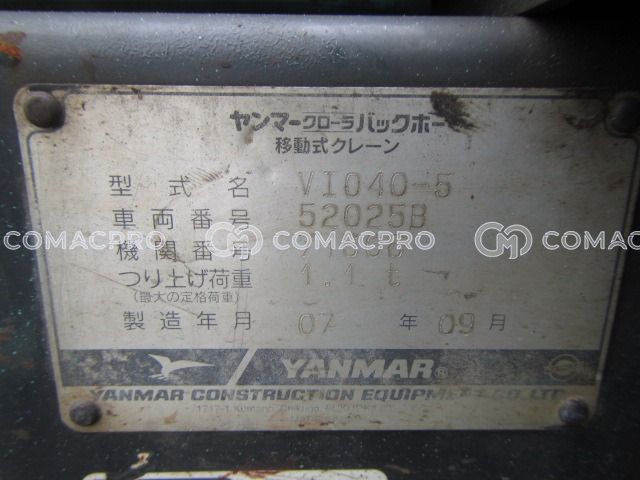 ヤンマークローラバックホー
移動式クレーン
型式名 VIO40-5
車両番号 52025B
機関番号
つり上げ荷重 1.1 t
(最大の定格荷重)
製造年月 07 年 09 月
COMACPRO COMACPRO
YANMAR®
YANMAR CONSTRUCTION EQUIPMENT CO., LTD.